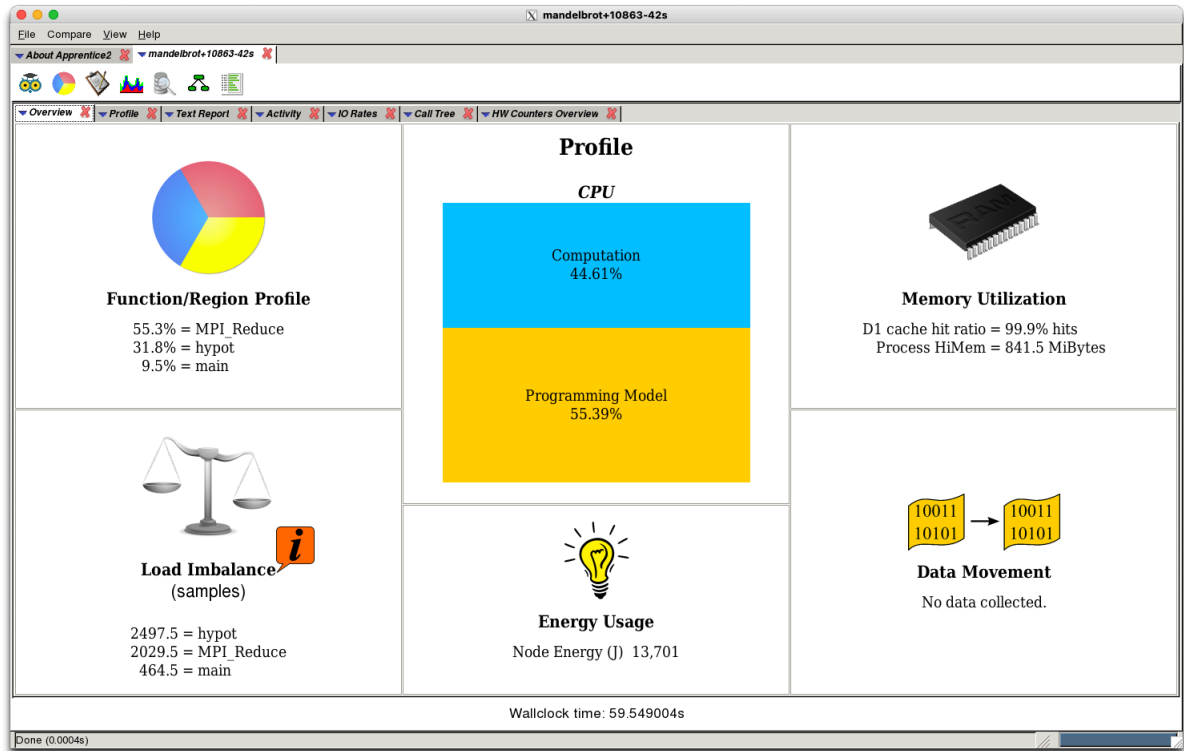 mandelbrot+10863-42s
File Compare View Help
About Apprentice2 mandelbrot+10863-42s
Overview Profile Text Report Activity IO Rates Call Tree HW Counters Overview
Function/Region Profile
55.3% = MPI_Reduce
31.8% = hypot
9.5% = main
Load Imbalance
(samples)
i
2497.5 = hypot
2029.5 = MPI_Reduce
464.5 = main
Profile
CPU
Computation
44.61%
Programming Model
55.39%
Energy Usage
Node Energy (J) 13,701
RAM
Memory Utilization
D1 cache hit ratio = 99.9% hits
Process HiMem = 841.5 MiBytes
10011 10011
10101 10101
Data Movement
No data collected.
Wallclock time: 59.549004s
Done (0.0004s)